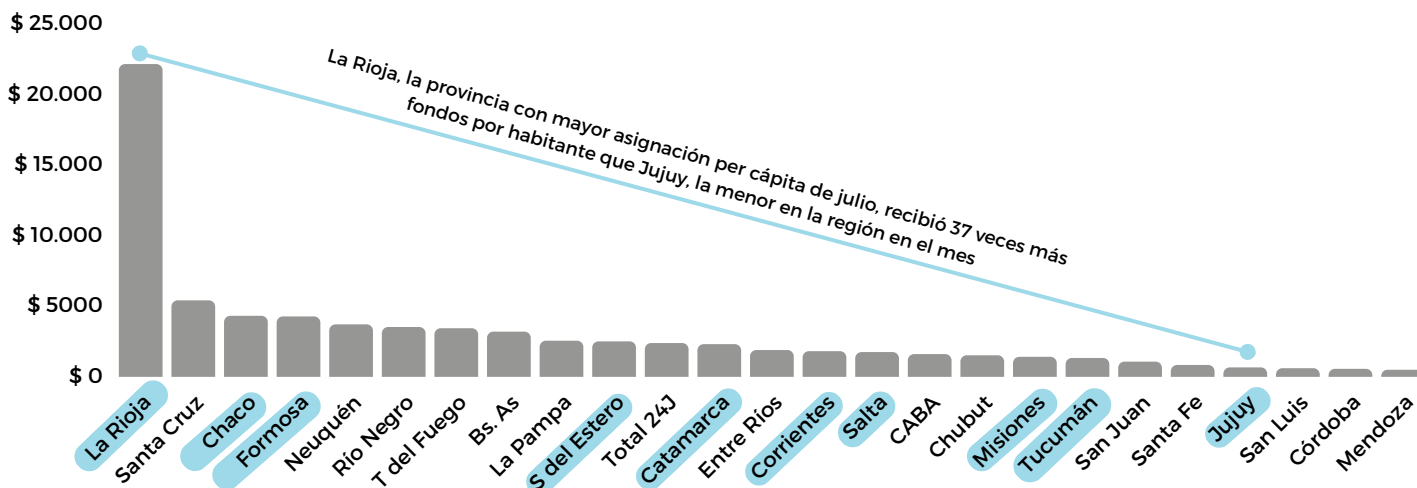 $ 25.000
$ 20.000
$ 15.000
$ 10.000
$ 5000
$ 0
La Rioja, la provincia con mayor asignación per cápita de julio, recibió 37 veces más
fondos por habitante que Jujuy, la menor en la región en el mes
La Rioja
Santa Cruz
Chaco
Formosa
Neuquén
Río Negro
T del Fuego
Bs. As
La Pampa
S del Estero
Total 24J
Catamarca
Entre Ríos
Corrientes
Salta
CABA
Chubut
Misiones
Tucumán
San Juan
Santa Fe
Jujuy
San Luis
Córdoba
Mendoza